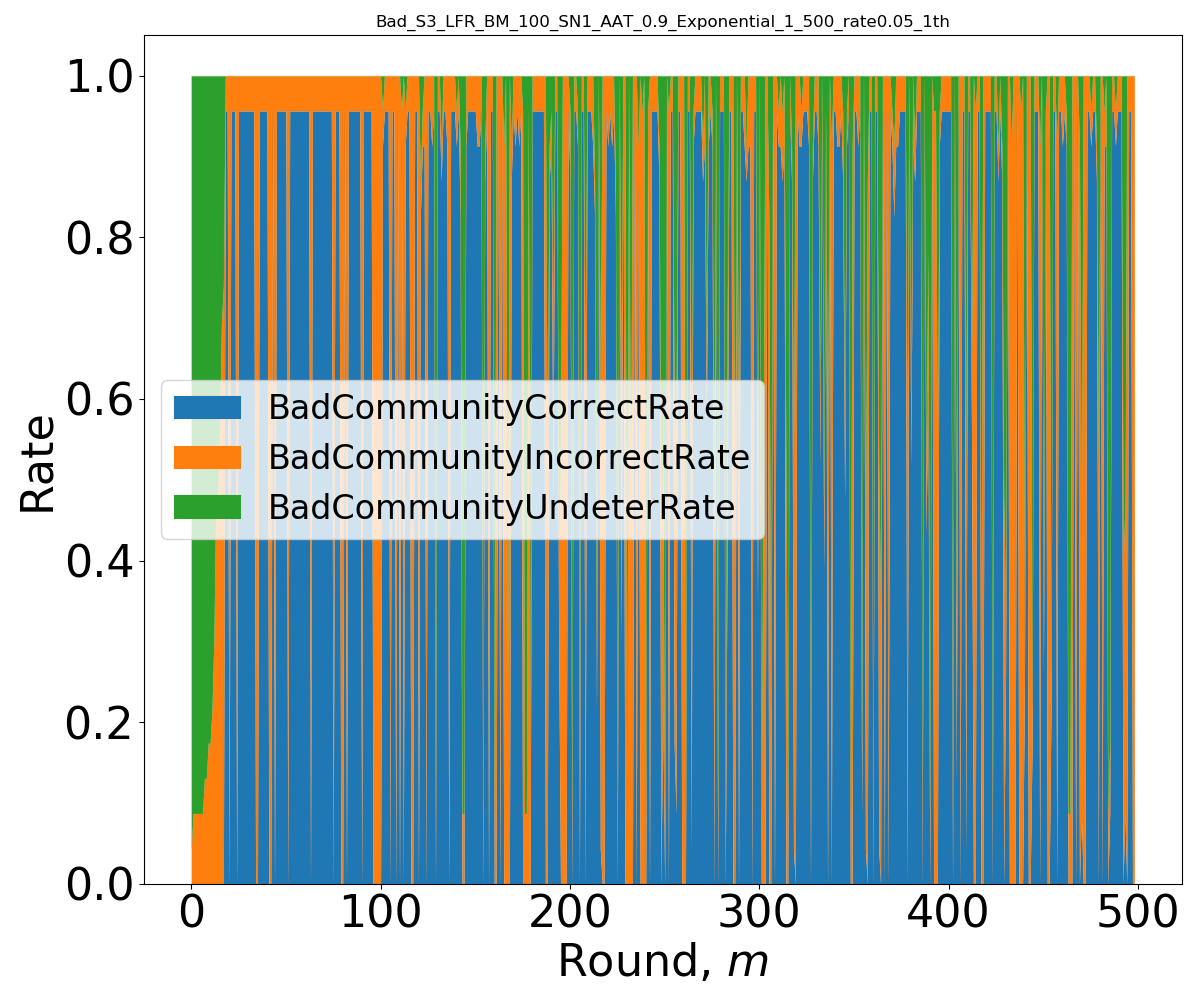 Bad_S3_LFR_BM_100_SN1_AAT_0.9_Exponential_1_500_rate0.05_1th
1.0
0.8
0.6
0.4
0.2
0.0
Rate
BadCommunityCorrectRate
BadCommunityIncorrectRate
BadCommunityUndeterRate
0 100 200 300 400 500
Round, m